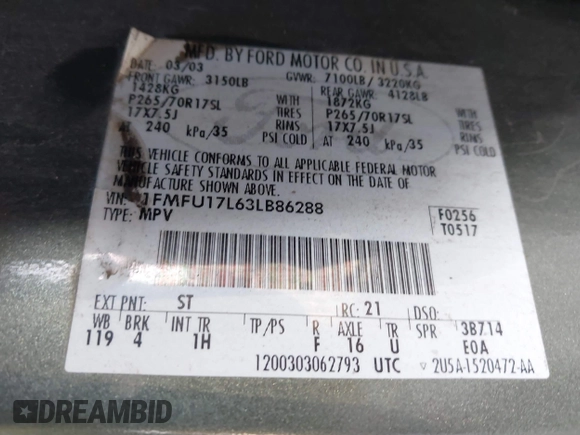 MFD. BY FORD MOTOR CO. IN U.S.A.
DATE: 03/03 GVWR: 7100LB/ 3220KG
FRONT GAWR: 3150LB REAR GAWR: 4128LB
1428KG WITH 1872KG WITH
P265/70R17SL TIRES P265/70R17SL TIRES
17X7.5J RIMS 17X7.5J RIMS
AT 240 kPa/35 PSI COLD AT 240 kPa/35 PSI COLD
THIS VEHICLE CONFORMS TO ALL APPLICABLE FEDERAL MOTOR
VEHICLE SAFETY STANDARDS IN EFFECT ON THE DATE OF
MANUFACTURE SHOWN ABOVE.
VIN: 1FMFU17L63LB86288 F0256
TYPE: MPV T0517
EXT PNT: ST RC: 21 DSO:
WB BRK INT TR TP/PS R AXLE TR SPR 3B7.14
119 4 1H F 16 U E0A
1200303062793 UTC ▽ 2U5A-1520472-AA
DREAMBID